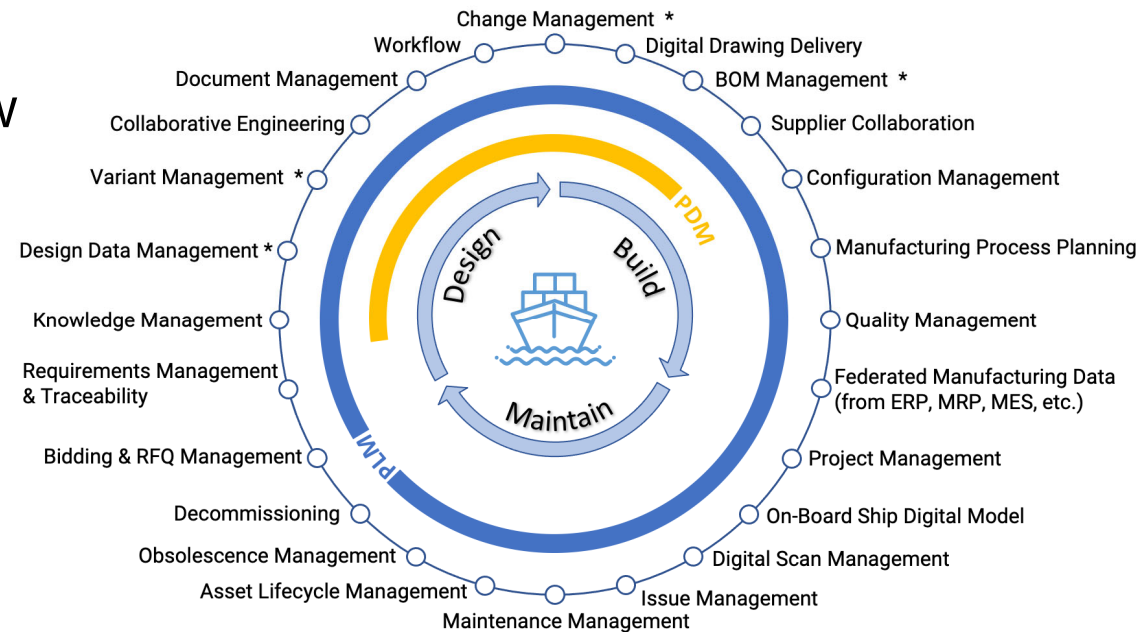 Change Management *
Workflow
Digital Drawing Delivery
Document Management
BOM Management *
Collaborative Engineering
Supplier Collaboration
Variant Management *
Configuration Management
Design Data Management *
Manufacturing Process Planning
Knowledge Management
Quality Management
Requirements Management
& Traceability
Federated Manufacturing Data
(from ERP, MRP, MES, etc.)
Bidding & RFQ Management
Project Management
Decommissioning
On-Board Ship Digital Model
Obsolescence Management
Digital Scan Management
Asset Lifecycle Management
Issue Management
Maintenance Management
PDM
PLM
Design
Build
Maintain